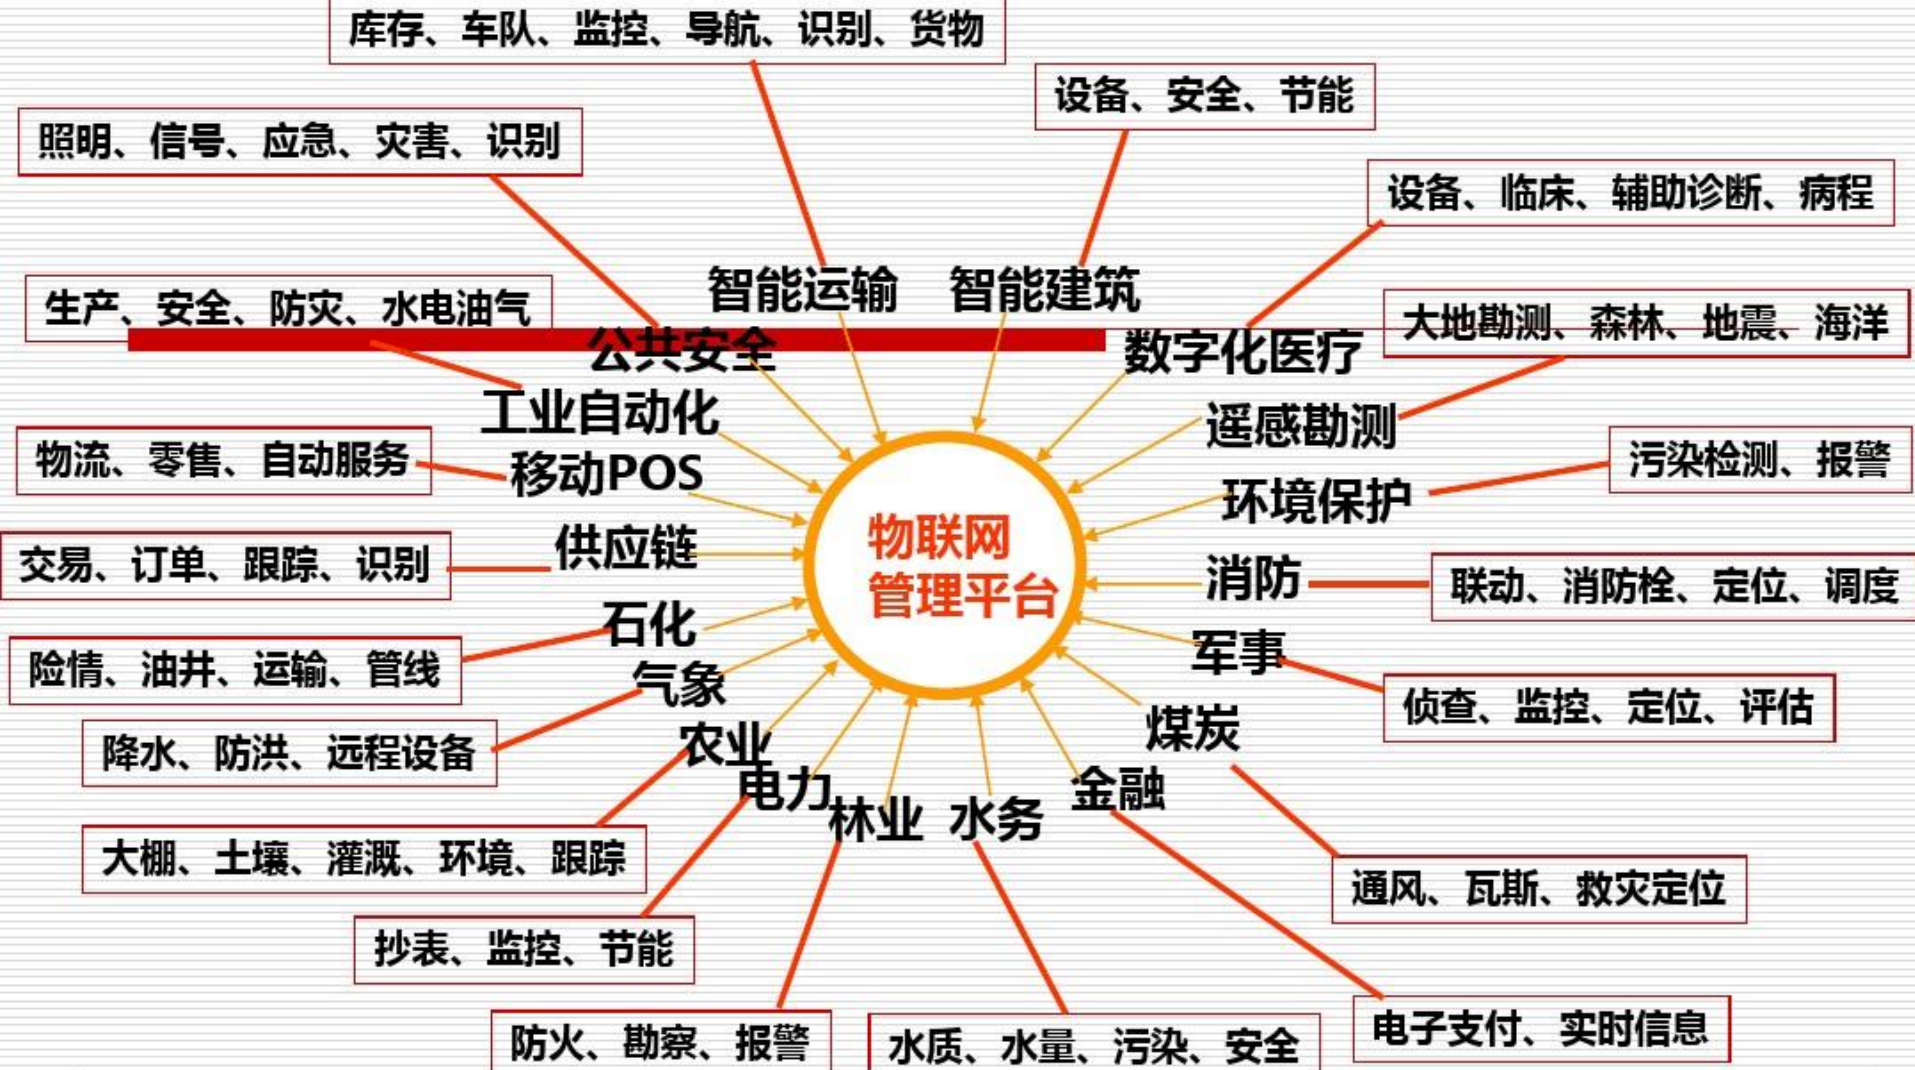 库存、车队、监控、导航、识别、货物
设备、安全、节能
照明、信号、应急、灾害、识别
设备、临床、辅助诊断、病程
智能运输
智能建筑
生产、安全、防灾、水电油气
大地勘测、森林、地震、海洋
公共安全
数字化医疗
工业自动化
遥感勘测
物流、零售、自动服务
移动POS
污染检测、报警
环境保护
物联网
管理平台
供应链
交易、订单、跟踪、识别
消防
联动、消防栓、定位、调度
石化
军事
险情、油井、运输、管线
气象
侦查、监控、定位、评估
降水、防洪、远程设备
农业
煤炭
电力
金融
林业
水务
大棚、土壤、灌溉、环境、跟踪
通风、瓦斯、救灾定位
抄表、监控、节能
电子支付、实时信息
防火、勘察、报警
水质、水量、污染、安全